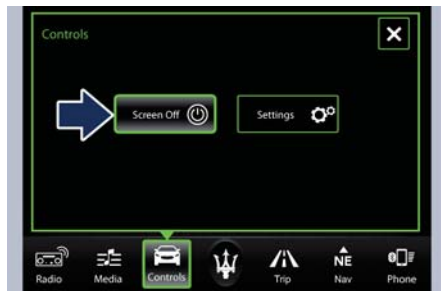 Controls
Screen Off
Settings
Radio
Media
Controls
Trip
NE
Nav
Phone